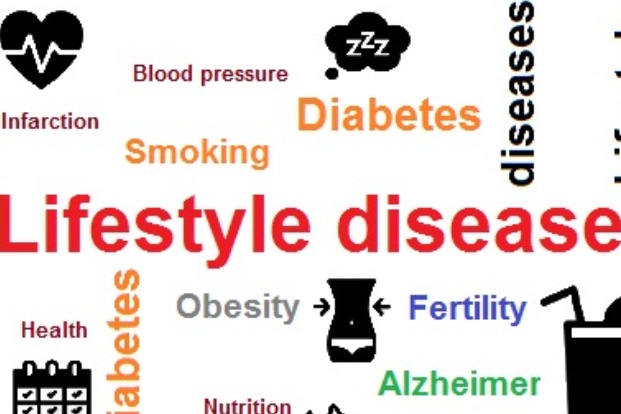 zzz
Blood pressure
Infarction
Diabetes
Smoking
diseases
Lifestyle disease
Obesity
Fertility
Health
iabetes
Alzheimer
Nutrition